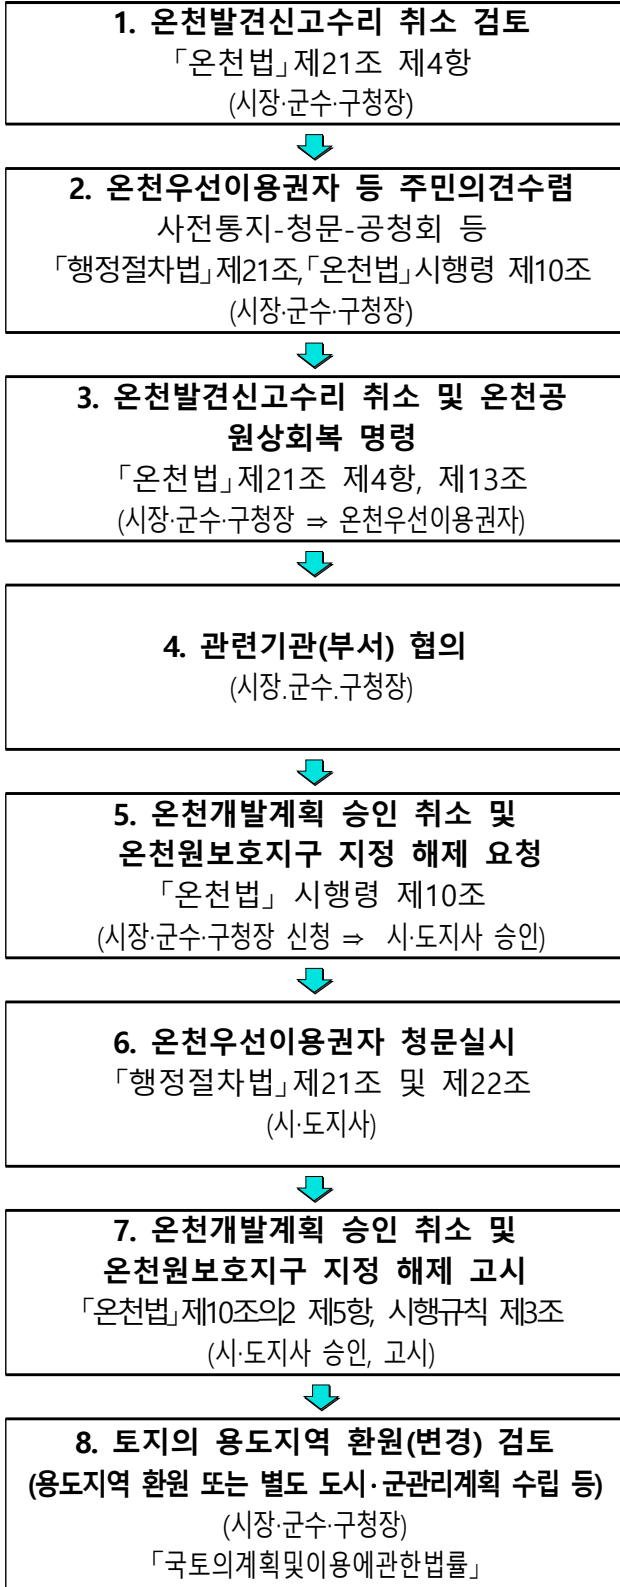 1. 온천발견신고수리 취소 검토
「온천법」제21조 제4항
(시장·군수·구청장)
2. 온천우선이용권자 등 주민의견수렴
사전통지-청문-공청회 등
「행정절차법」제21조,「온천법」시행령 제10조
(시장·군수·구청장)
3. 온천발견신고수리 취소 및 온천공
원상회복 명령
「온천법」제21조 제4항, 제13조
(시장·군수·구청장 ⇒ 온천우선이용권자)
4. 관련기관(부서) 협의
(시장.군수.구청장)
5. 온천개발계획 승인 취소 및
온천원보호지구 지정 해제 요청
「온천법」 시행령 제10조
(시장·군수·구청장 신청 ⇒ 시·도지사 승인)
6. 온천우선이용권자 청문실시
「행정절차법」제21조 및 제22조
(시·도지사)
7. 온천개발계획 승인 취소 및
온천원보호지구 지정 해제 고시
「온천법」제10조의2 제5항, 시행규칙 제3조
(시·도지사 승인, 고시)
8. 토지의 용도지역 환원(변경) 검토
(용도지역 환원 또는 별도 도시·군관리계획 수립 등)
(시장·군수·구청장)
「국토의계획및이용에관한법률」